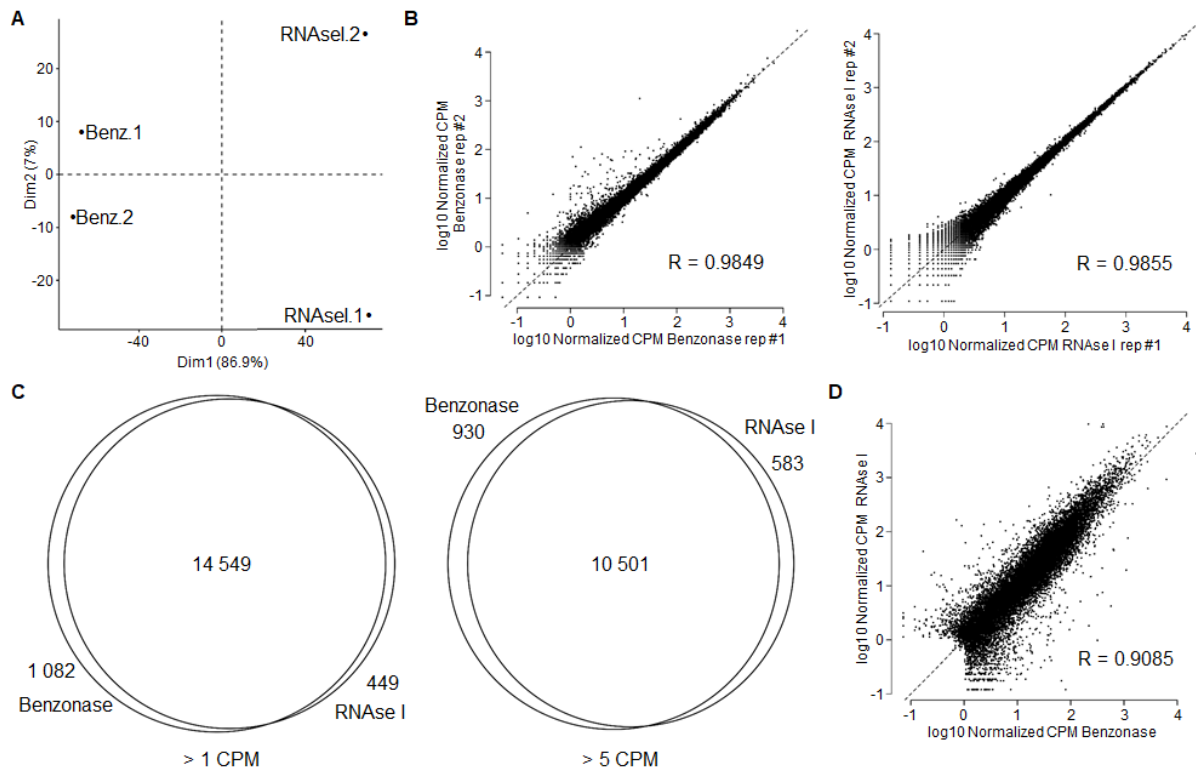 A
RNAseI.2
20
10
Benz.1
0
Benz.2
-10
-20
RNAseI.1
-40
0
40
Dim1 (86.9%)
Dim2 (7%)
B
log10 Normalized CPM
Benzonase rep #2
4
3
2
1
0
-1
R = 0.9849
-1
0
1
2
3
4
log10 Normalized CPM Benzonase rep #1
log10 Normalized CPM RNAse I rep #2
4
3
2
1
0
-1
R = 0.9855
-1
0
1
2
3
4
log10 Normalized CPM RNAse I rep #1
C
14 549
1 082
Benzonase
449
RNAse I
> 1 CPM
Benzonase
930
RNAse I
583
10 501
> 5 CPM
D
log10 Normalized CPM RNAse I
4
3
2
1
0
-1
R = 0.9085
-1
0
1
2
3
4
log10 Normalized CPM Benzonase